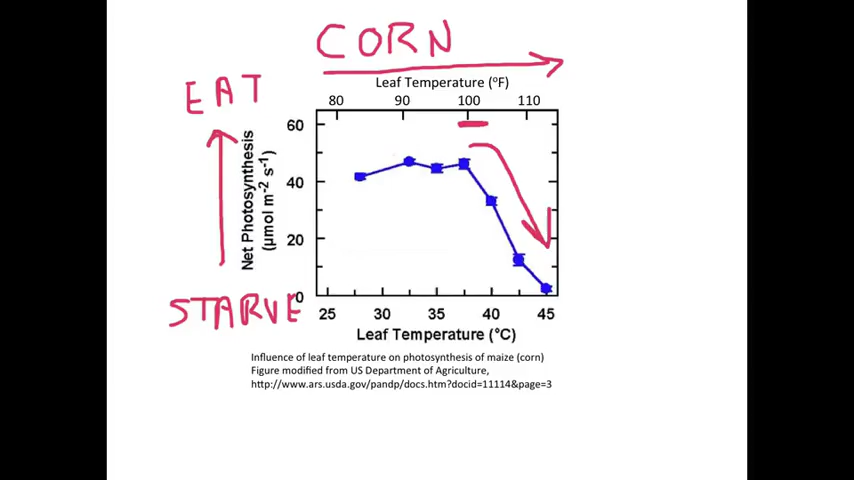 CORN
Leaf Temperature (ºF)
80 90 100 110
EAT
60
40
20
0
Net Photosynthesis
(µmol m-2 s-1)
STARVE
25 30 35 40 45
Leaf Temperature (°C)
Influence of leaf temperature on photosynthesis of maize (corn)
Figure modified from US Department of Agriculture,
http://www.ars.usda.gov/pandp/docs.htm?docid=11114&page=3